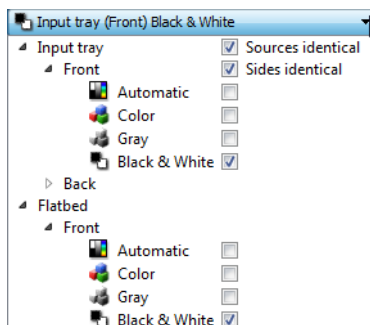 Input tray (Front) Black & White
Input tray Sources identical
Front Sides identical
Automatic
Color
Gray
Black & White
Back
Flatbed
Front
Automatic
Color
Gray
Black & White